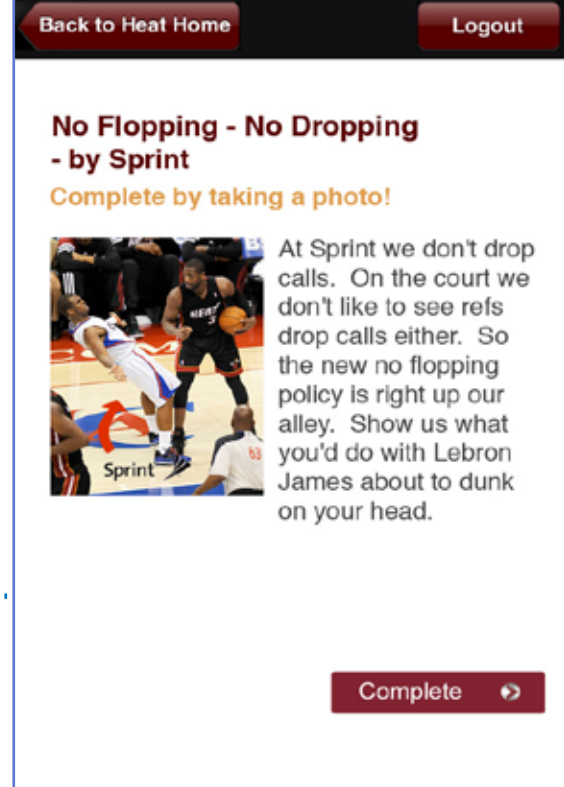 Back to Heat Home
Logout
No Flopping - No Dropping
- by Sprint
Complete by taking a photo!
At Sprint we don't drop
calls.  On the court we
don't like to see refs
drop calls either.  So
the new no flopping
policy is right up our
alley.  Show us what
you'd do with Lebron
James about to dunk
on your head.
HEAT
3
63
Sprint
Complete